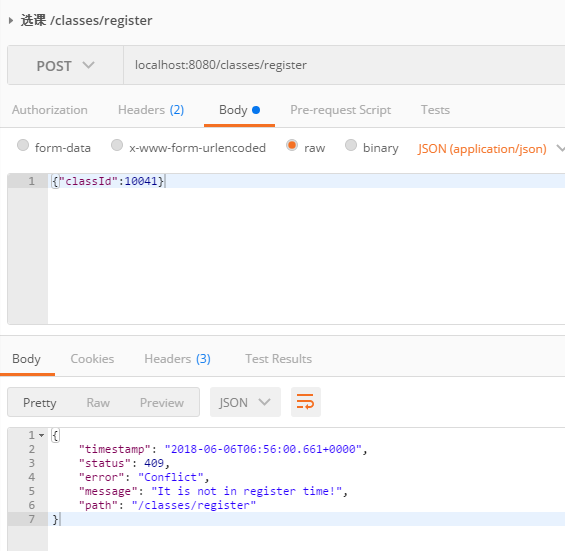 选课 /classes/register
POST localhost:8080/classes/register
Authorization Headers (2) Body Pre-request Script Tests
form-data x-www-form-urlencoded raw binary JSON (application/json)
1 {"classId":10041}
Body Cookies Headers (3) Test Results
Pretty Raw Preview JSON
1 {
2 "timestamp": "2018-06-06T06:56:00.661+0000",
3 "status": 409,
4 "error": "Conflict",
5 "message": "It is not in register time!",
6 "path": "/classes/register"
7 }